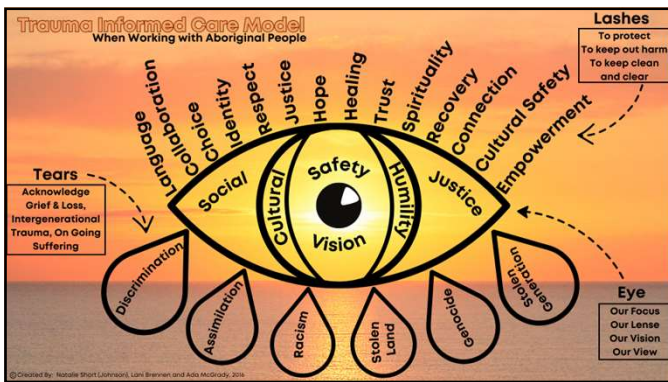 Trauma Informed Care Model
When Working with Aboriginal People
Lashes
To protect
To keep out harm
To keep clean
and clear
Language
Collaboration
Choice
Identity
Respect
Justice
Hope
Healing
Trust
Spirituality
Recovery
Connection
Cultural Safety
Empowerment
Tears
Acknowledge
Grief & Loss,
Intergenerational
Trauma, On Going
Suffering
Social
Cultural
Safety
Vision
Humility
Justice
Discrimination
Assimilation
Racism
Stolen
Land
Genocide
Stolen
Generation
Eye
Our Focus
Our Lense
Our Vision
Our View
©Created By: Natalie Short (Johnson), Lani Brennen and Ada McGrady, 2016